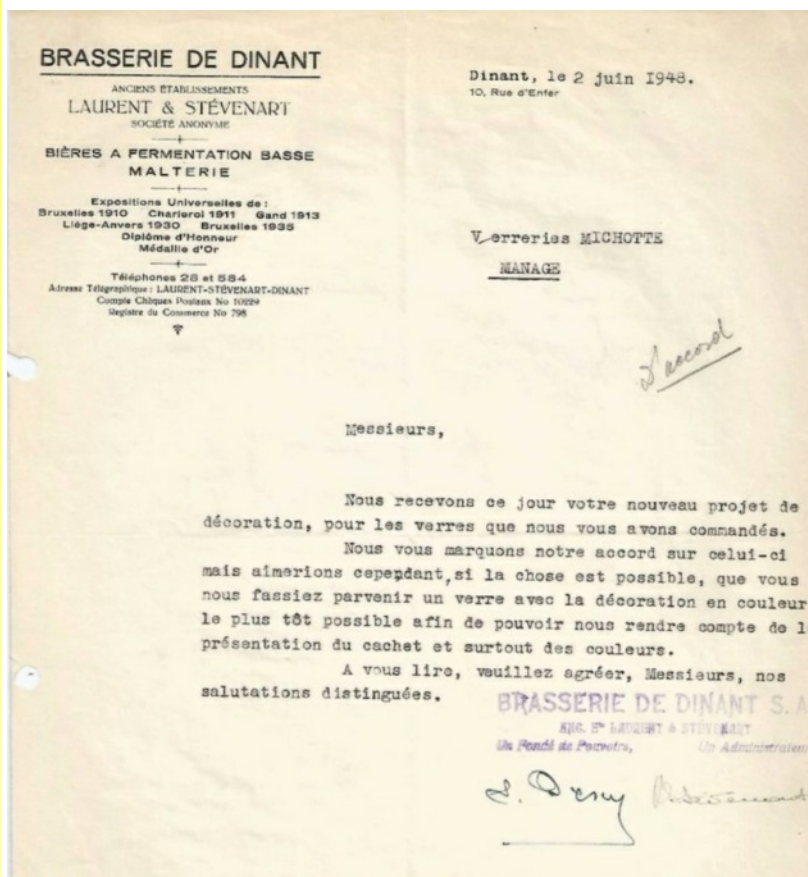 BRASSERIE DE DINANT
ANCIENS ÉTABLISSEMENTS
LAURENT & STÉVENART
SOCIÉTÉ ANONYME
BIÈRES A FERMENTATION BASSE
MALTERIE
Expositions Universelles de :
Bruxelles 1910 Charleroi 1911 Gand 1913
Liège-Anvers 1930 Bruxelles 1935
Diplôme d'Honneur
Médaille d'Or
Téléphones 28 et 584
Adresse Télégraphique : LAURENT-STÉVENART-DINANT
Compte Chèques Postaux No 10229
Registre du Commerce No 798
Dinant, le 2 juin 1948.
10, Rue d'Enfer
Verreries MICHOTTE
MANAGE
D'accord
Messieurs,
Nous recevons ce jour votre nouveau projet de
décoration, pour les verres que nous vous avons commandés.
Nous vous marquons notre accord sur celui-ci
mais aimerions cependant, si la chose est possible, que vous
nous fassiez parvenir un verre avec la décoration en couleur
le plus tôt possible afin de pouvoir nous rendre compte de l
présentation du cachet et surtout des couleurs.
A vous lire, veuillez agréer, Messieurs, nos
salutations distinguées.
BRASSERIE DE DINANT S. A
ANC. Ets LAURENT & STÉVENART
Un Fondé de Pouvoirs, Un Administrateur